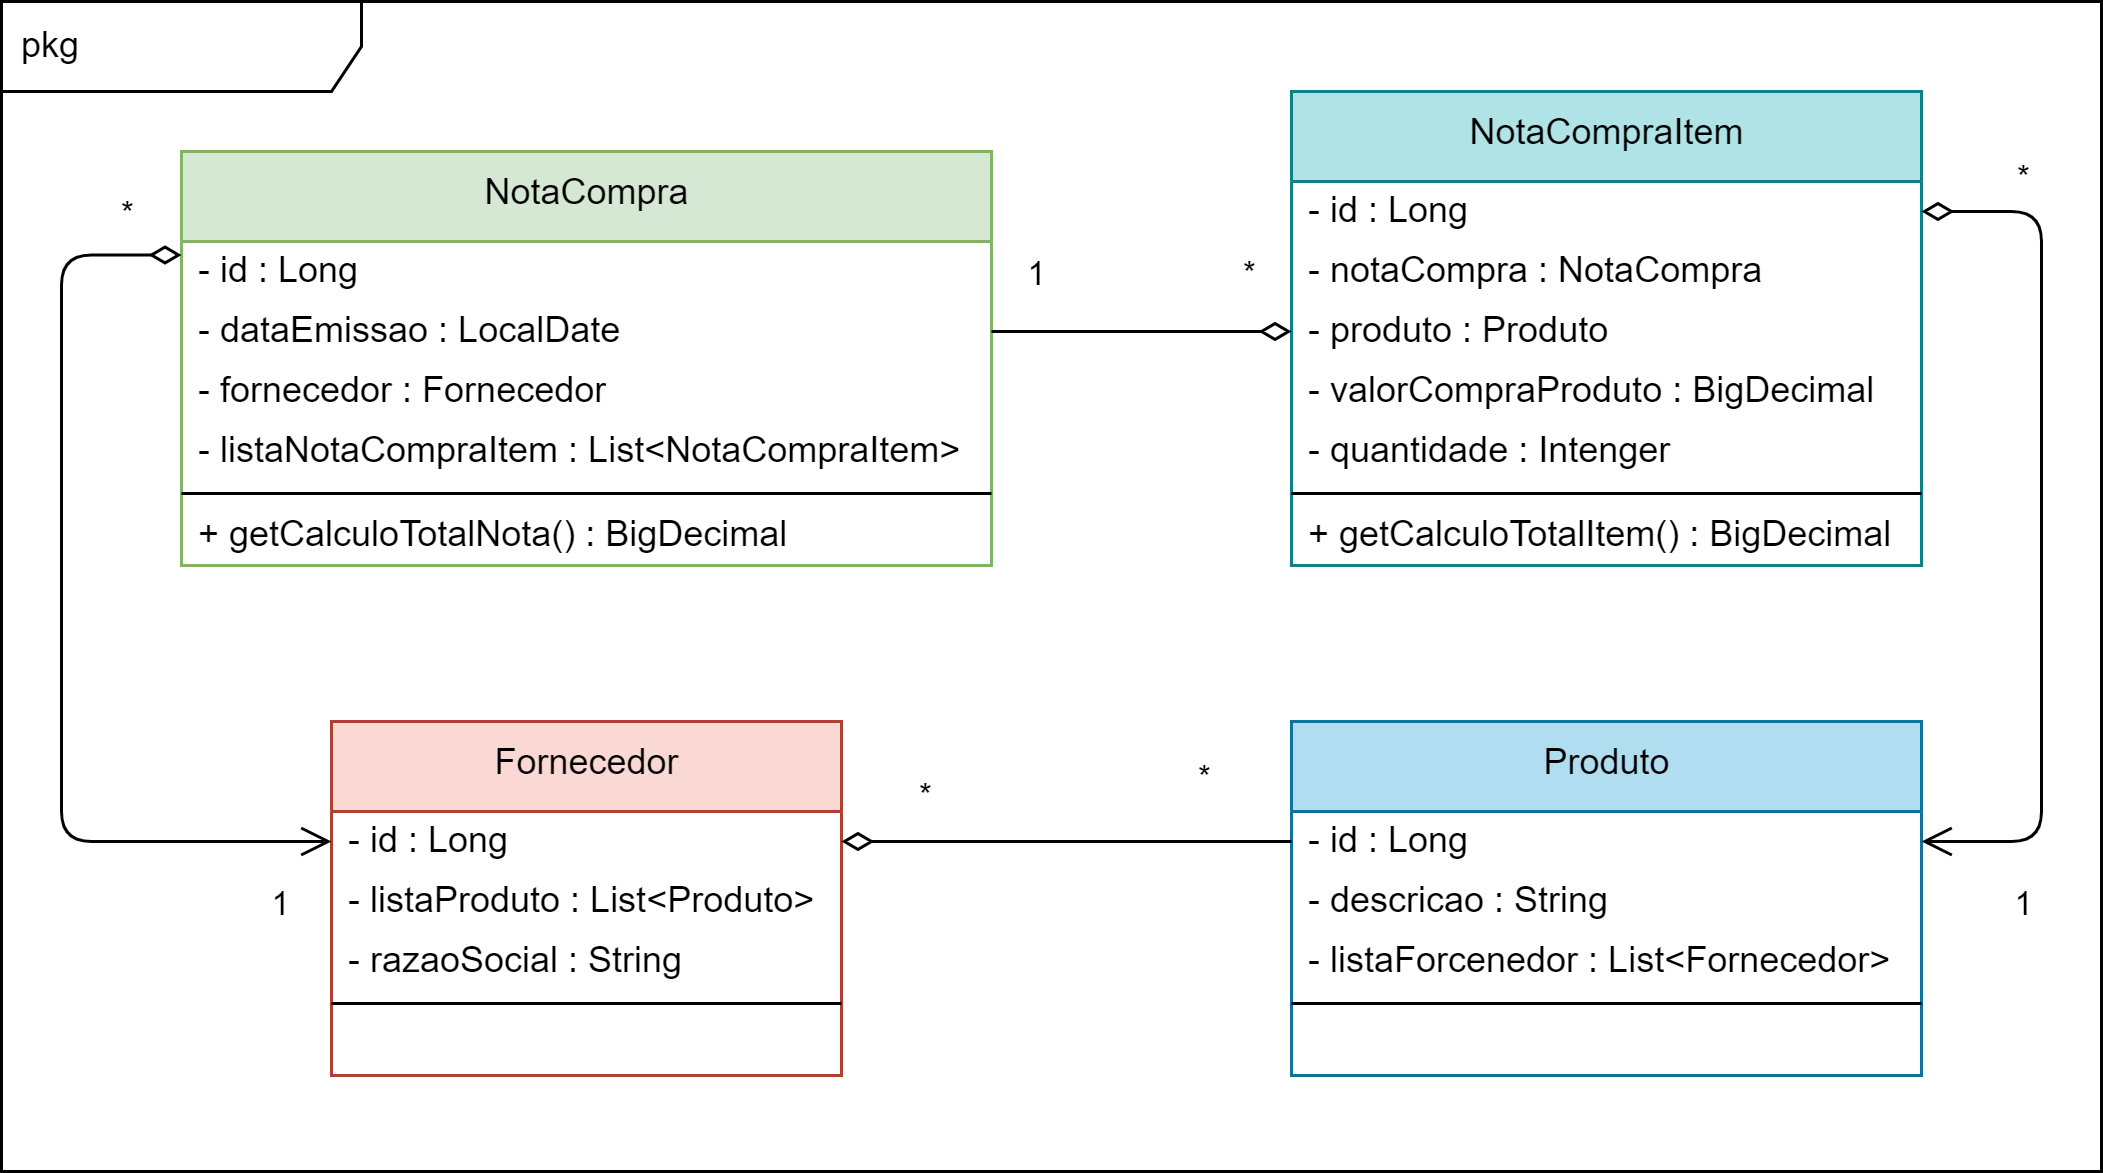 pkg
NotaCompra
*
- id : Long
- dataEmissao : LocalDate
- fornecedor : Fornecedor
- listaNotaCompraItem : List<NotaCompraItem>
+ getCalculoTotalNota() : BigDecimal
1
*
NotaCompraItem
*
- id : Long
- notaCompra : NotaCompra
- produto : Produto
- valorCompraProduto : BigDecimal
- quantidade : Intenger
+ getCalculoTotalItem() : BigDecimal
Fornecedor
- id : Long
- listaProduto : List<Produto>
- razaoSocial : String
1
*
*
Produto
- id : Long
- descricao : String
- listaForcenedor : List<Fornecedor>
1